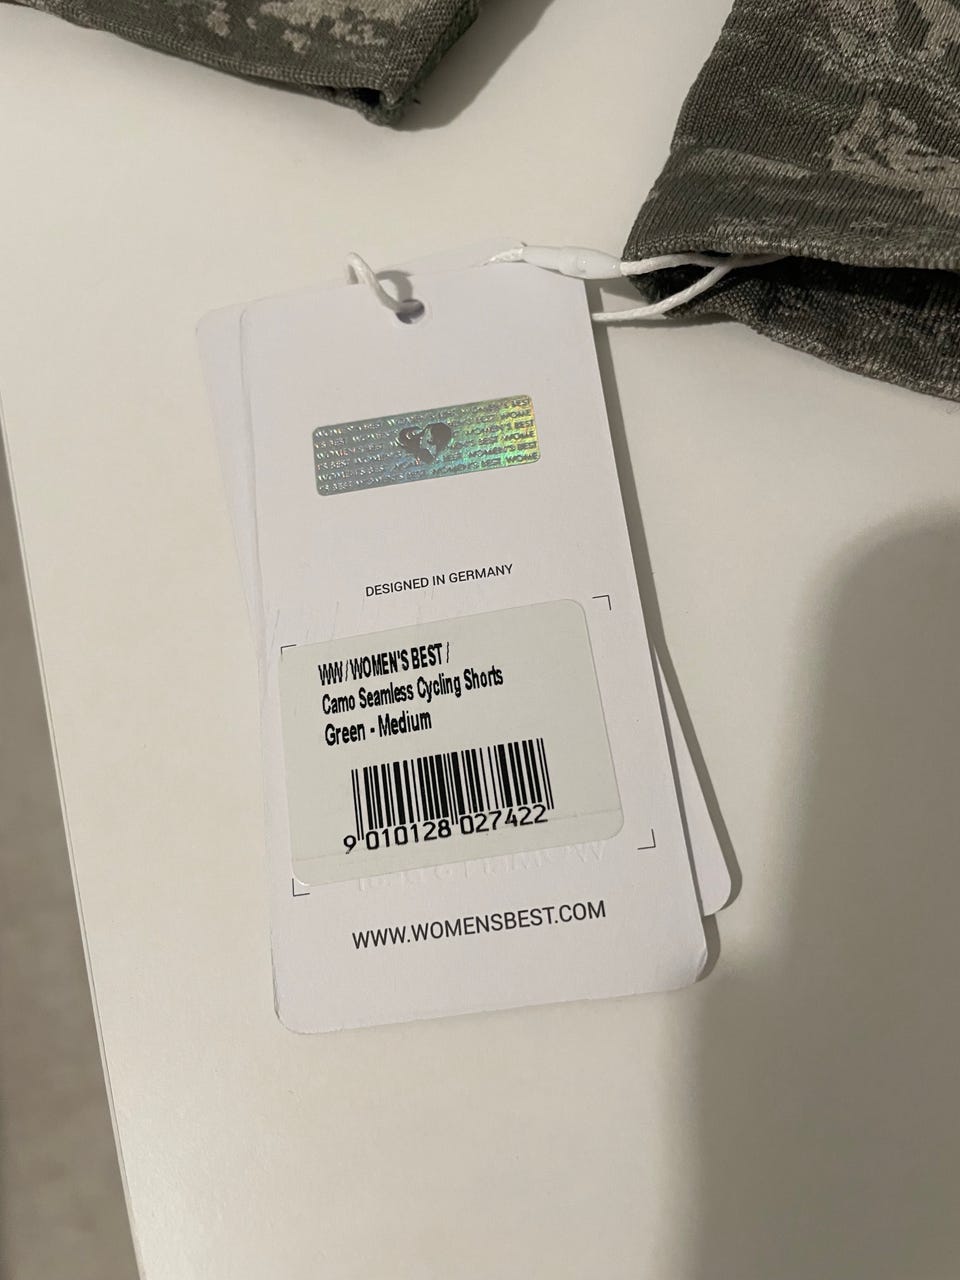 DESIGNED IN GERMANY
WW / WOMEN'S BEST /
Camo Seamless Cycling Shorts
Green - Medium
9 010128 027422
WWW.WOMENSBEST.COM